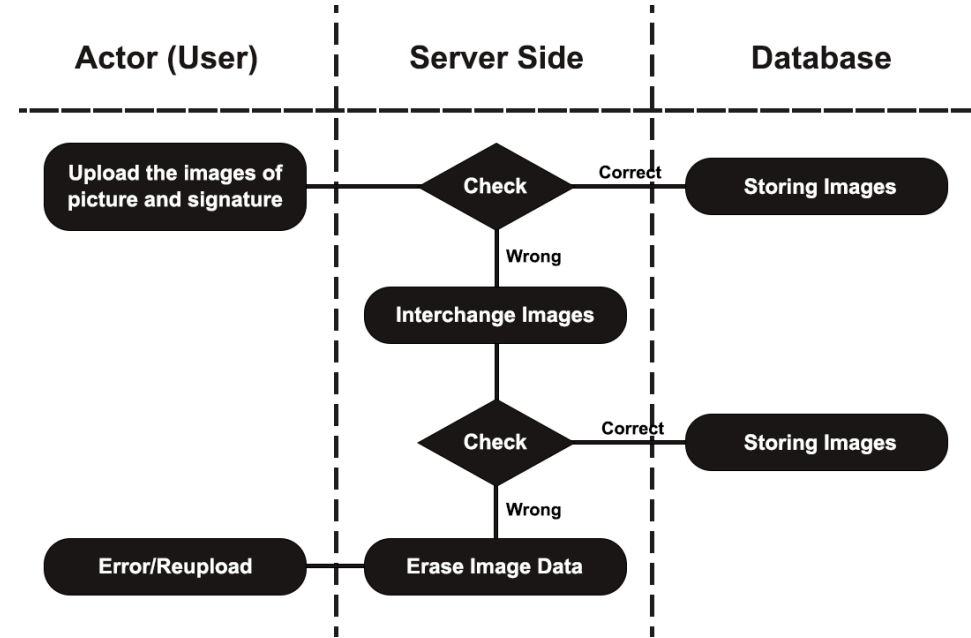 Actor (User)
Server Side
Database
Upload the images of
picture and signature
Check
Correct
Storing Images
Wrong
Interchange Images
Check
Correct
Storing Images
Wrong
Error/Reupload
Erase Image Data